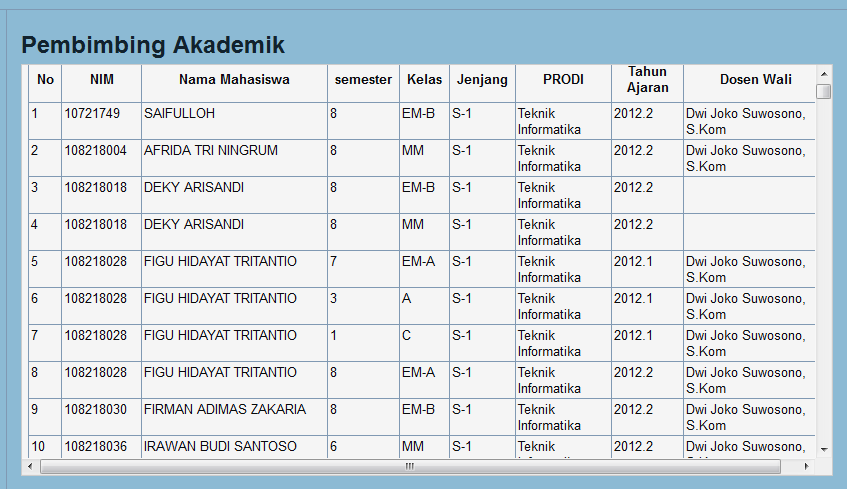 Pembimbing Akademik
No NIM Nama Mahasiswa semester Kelas Jenjang PRODI Tahun Ajaran Dosen Wali
1 10721749 SAIFULLOH 8 EM-B S-1 Teknik Informatika 2012.2 Dwi Joko Suwosono, S.Kom
2 108218004 AFRIDA TRI NINGRUM 8 MM S-1 Teknik Informatika 2012.2 Dwi Joko Suwosono, S.Kom
3 108218018 DEKY ARISANDI 8 EM-B S-1 Teknik Informatika 2012.2
4 108218018 DEKY ARISANDI 8 MM S-1 Teknik Informatika 2012.2
5 108218028 FIGU HIDAYAT TRITANTIO 7 EM-A S-1 Teknik Informatika 2012.1 Dwi Joko Suwosono, S.Kom
6 108218028 FIGU HIDAYAT TRITANTIO 3 A S-1 Teknik Informatika 2012.1 Dwi Joko Suwosono, S.Kom
7 108218028 FIGU HIDAYAT TRITANTIO 1 C S-1 Teknik Informatika 2012.1 Dwi Joko Suwosono, S.Kom
8 108218028 FIGU HIDAYAT TRITANTIO 8 EM-A S-1 Teknik Informatika 2012.2 Dwi Joko Suwosono, S.Kom
9 108218030 FIRMAN ADIMAS ZAKARIA 8 EM-B S-1 Teknik Informatika 2012.2 Dwi Joko Suwosono, S.Kom
10 108218036 IRAWAN BUDI SANTOSO 6 MM S-1 Teknik 2012.2 Dwi Joko Suwosono,